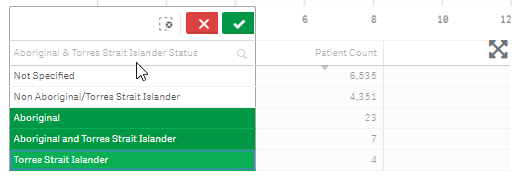 6 8 10 12
Aboriginal & Torres Strait Islander Status Patient Count
Not Specified 6,535
Non Aboriginal/Torres Strait Islander 4,351
Aboriginal 23
Aboriginal and Torres Strait Islander 7
Torres Strait Islander 4